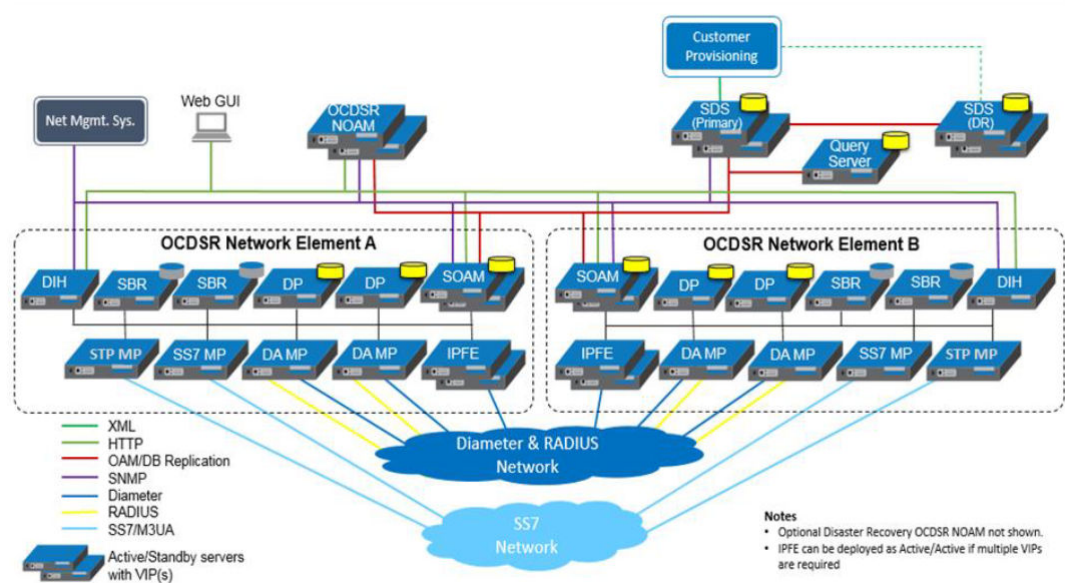 Customer
Provisioning
Net Mgmt. Sys.
Web GUI
OCDSR
NOAM
SDS
(Primary)
SDS
(DR)
Query
Server
OCDSR Network Element A
OCDSR Network Element B
DIH
SBR
SBR
DP
DP
SOAM
SOAM
DP
DP
SBR
SBR
DIH
STP MP
SS7 MP
DA MP
DA MP
IPFE
IPFE
DA MP
DA MP
SS7 MP
STP MP
XML
HTTP
OAM/DB Replication
SNMP
Diameter
RADIUS
SS7/M3UA
Active/Standby servers
with VIP(s)
Diameter & RADIUS
Network
SS7
Network
Notes
• Optional Disaster Recovery OCDSR NOAM not shown.
• IPFE can be deployed as Active/Active if multiple VIPs
are required